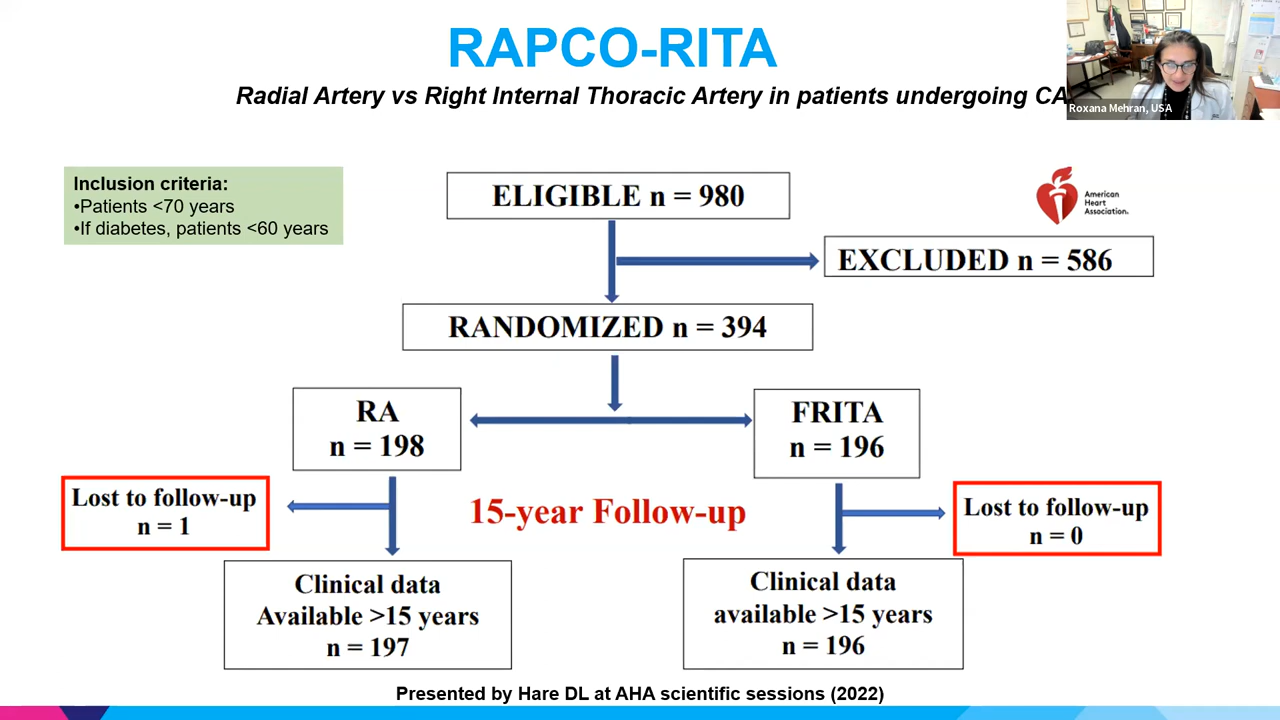 RAPCO-RITA
Radial Artery vs Right Internal Thoracic Artery in patients undergoing CA
Roxana Mehran, USA
Inclusion criteria:
•Patients <70 years
•If diabetes, patients <60 years
ELIGIBLE n = 980
American
Heart
Association®
EXCLUDED n = 586
RANDOMIZED n = 394
RA
n = 198
FRITA
n = 196
Lost to follow-up
n = 1
15-year Follow-up
Lost to follow-up
n = 0
Clinical data
Available >15 years
n = 197
Clinical data
available >15 years
n = 196
Presented by Hare DL at AHA scientific sessions (2022)